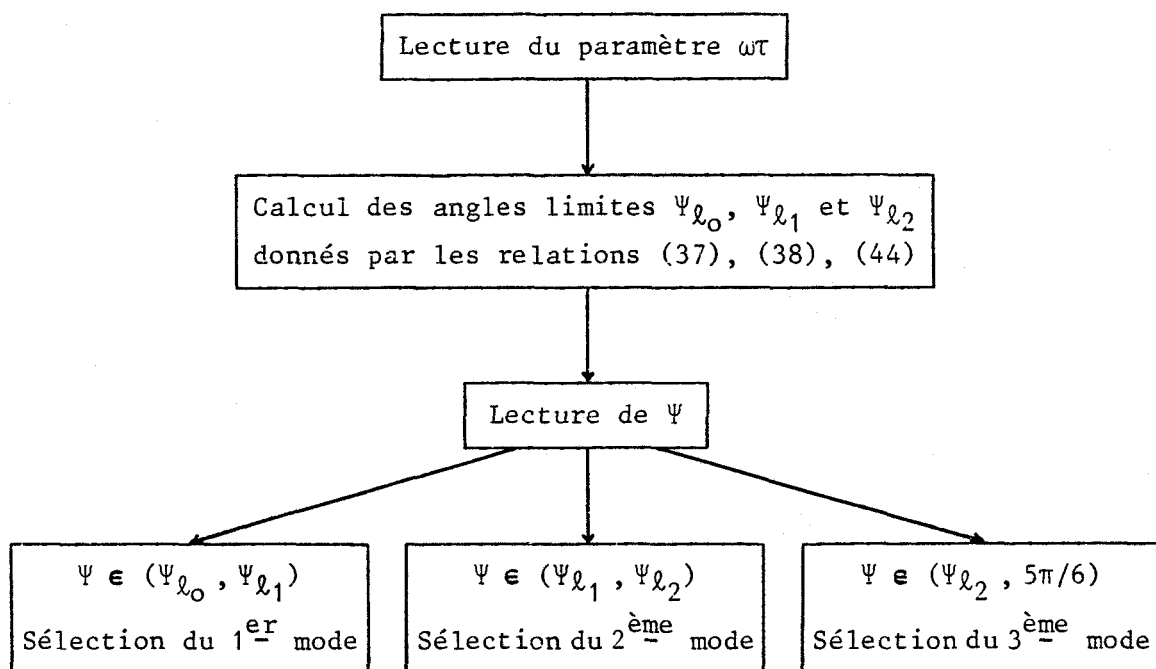 Lecture du paramètre ωτ
Calcul des angles limites Ψℓo, Ψℓ1 et Ψℓ2
donnés par les relations (37), (38), (44)
Lecture de Ψ
Ψ ∈ (Ψℓo, Ψℓ1)
Sélection du 1er mode
Ψ ∈ (Ψℓ1, Ψℓ2)
Sélection du 2ème mode
Ψ ∈ (Ψℓ2, 5π/6)
Sélection du 3ème mode